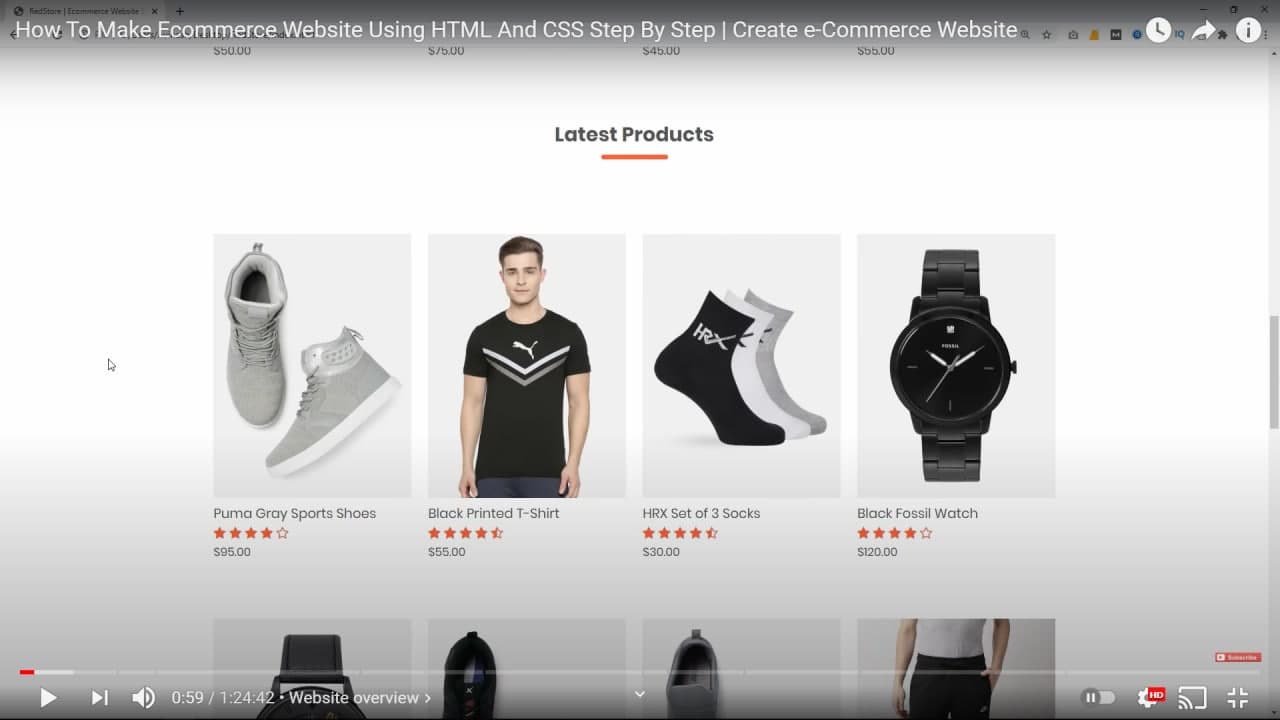 RedStore | Ecommerce Website
How To Make Ecommerce Website Using HTML And CSS Step By Step | Create e-Commerce Website
$50.00 $75.00 $45.00 $55.00
Latest Products
HRX
FOSSIL
Puma Gray Sports Shoes Black Printed T-Shirt HRX Set of 3 Socks Black Fossil Watch
$95.00 $55.00 $30.00 $120.00
Subscribe
0:59 / 1:24:42 • Website overview ›
HD